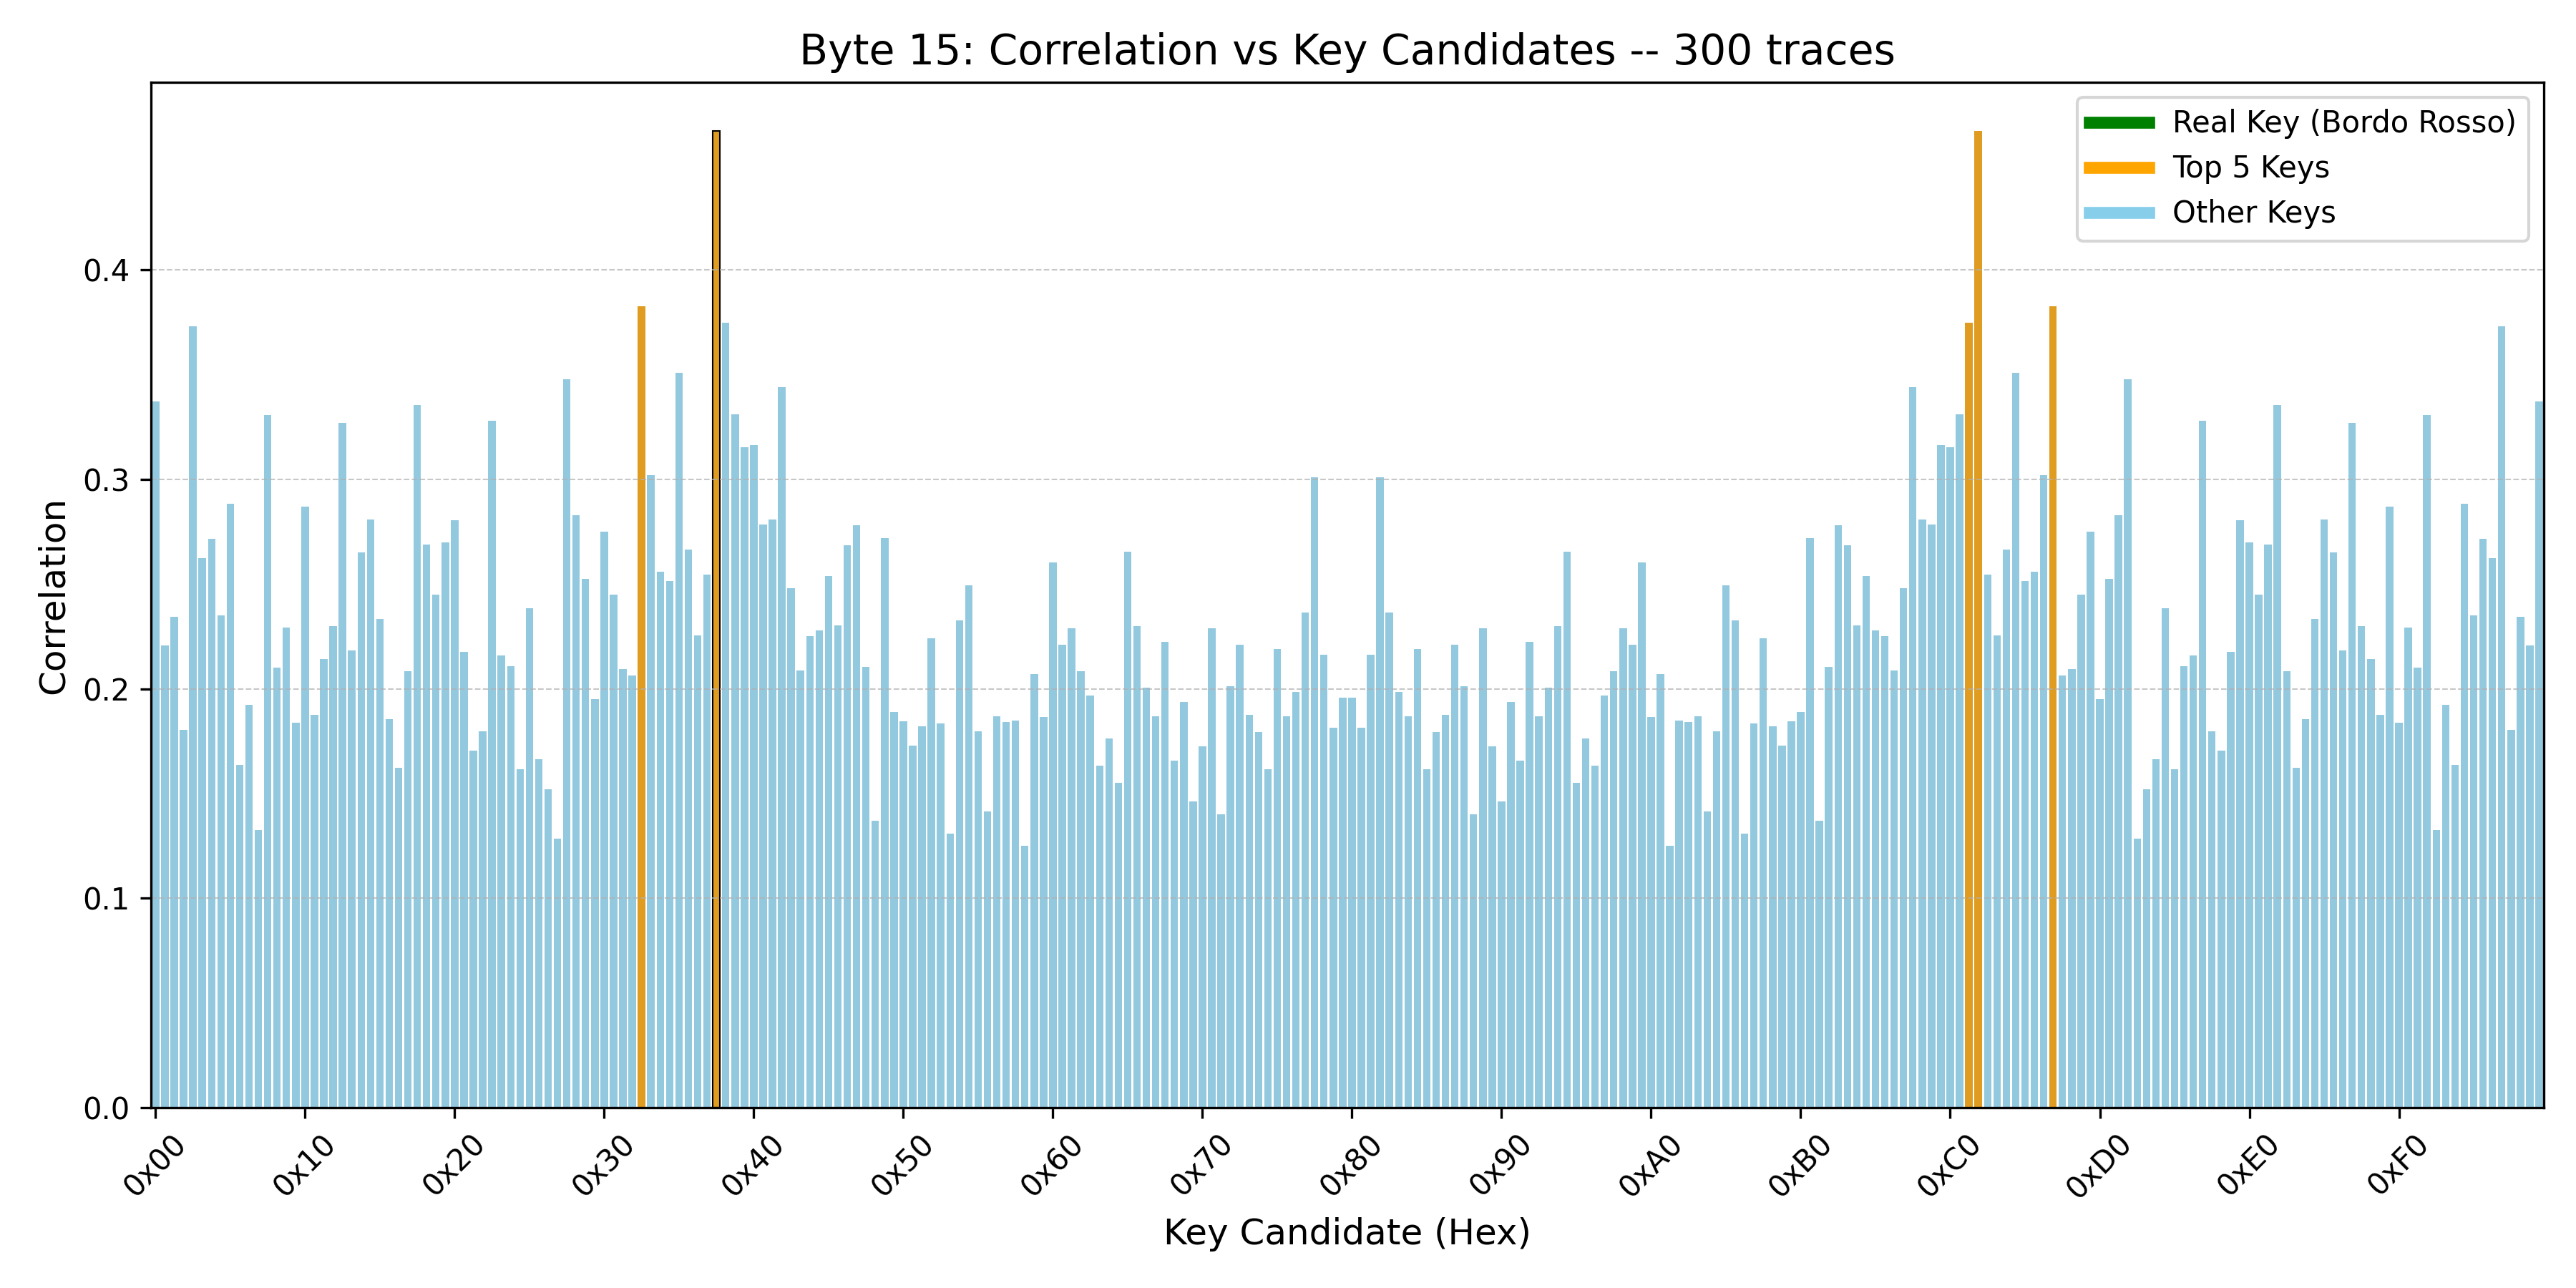 Byte 15: Correlation vs Key Candidates -- 300 traces
Real Key (Bordo Rosso)
Top 5 Keys
Other Keys
Correlation
0.4
0.3
0.2
0.1
0.0
0x00 0x10 0x20 0x30 0x40 0x50 0x60 0x70 0x80 0x90 0xA0 0xB0 0xC0 0xD0 0xE0 0xF0
Key Candidate (Hex)